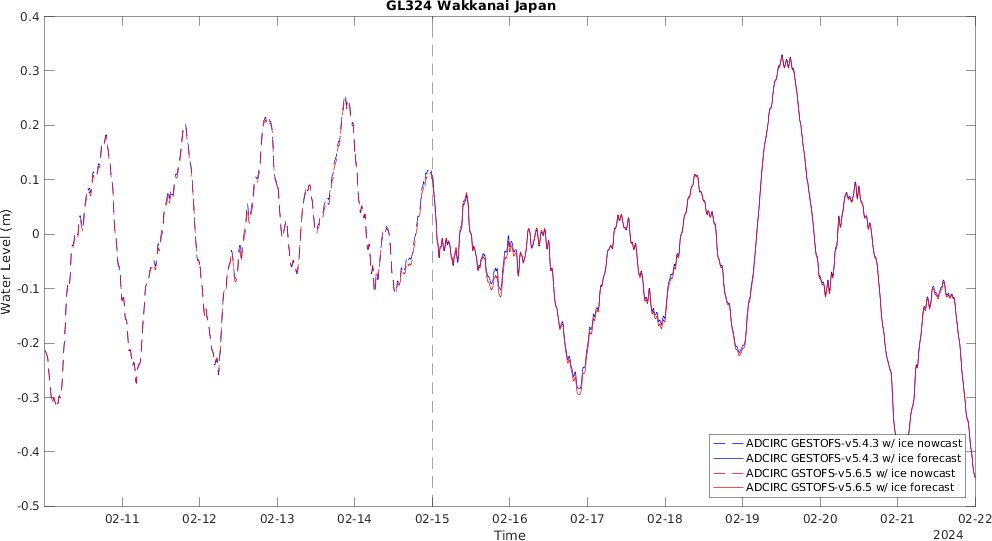 GL324 Wakkanai Japan
0.4
0.3
0.2
0.1
0
-0.1
-0.2
-0.3
-0.4
-0.5
Water Level (m)
ADCIRC GESTOFS-v5.4.3 w/ ice nowcast
ADCIRC GESTOFS-v5.4.3 w/ ice forecast
ADCIRC GSTOFS-v5.6.5 w/ ice nowcast
ADCIRC GSTOFS-v5.6.5 w/ ice forecast
02-11 02-12 02-13 02-14 02-15 02-16 02-17 02-18 02-19 02-20 02-21 02-22
Time
2024